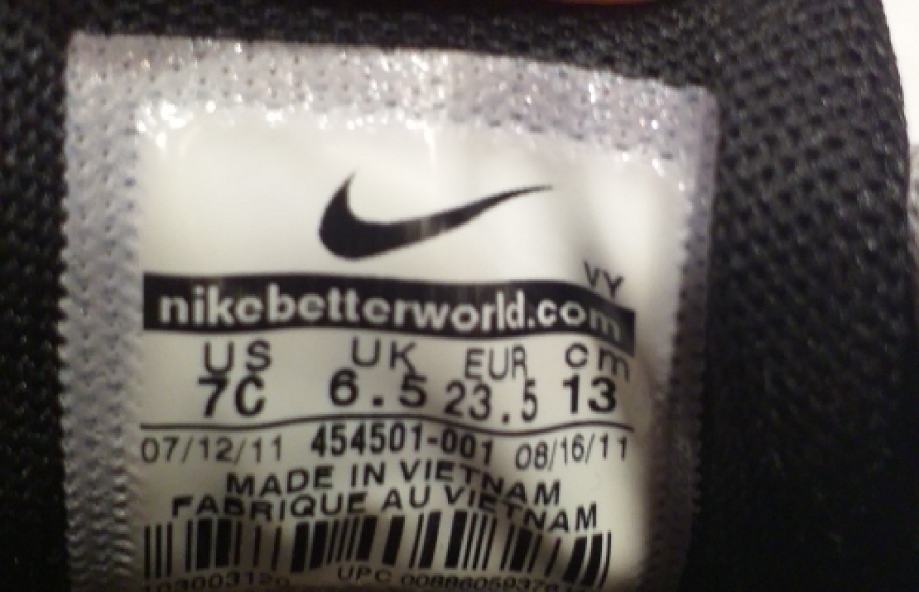 VY
nikebetterworld.com
US UK EUR cm
7C 6.5 23.5 13
07/12/11 454501-001 08/16/11
MADE IN VIETNAM
FABRIQUE AU VIETNAM
UPC